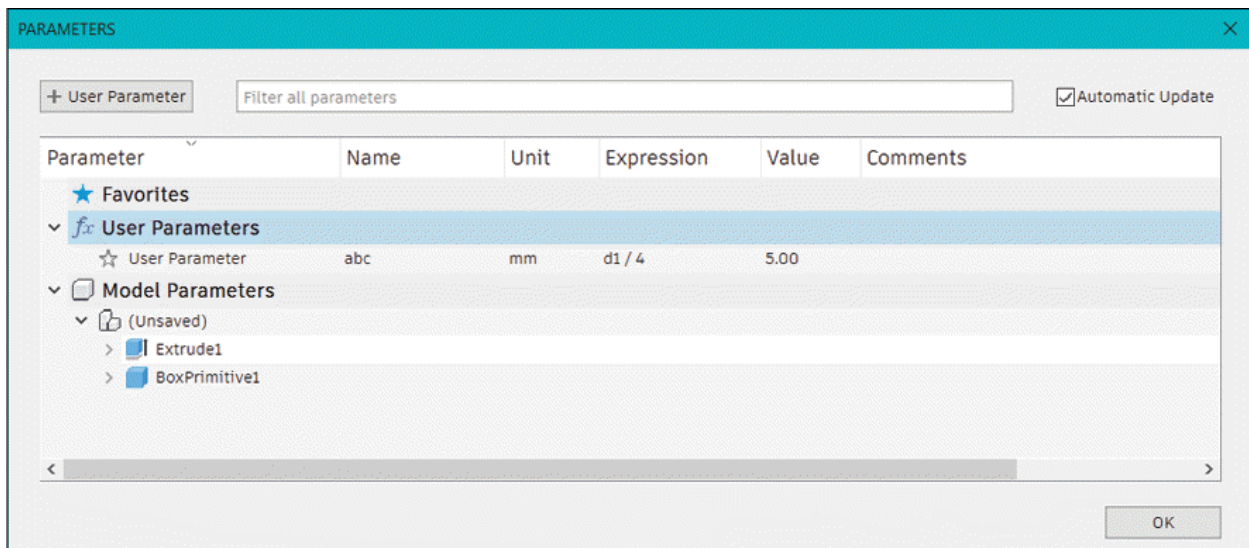 PARAMETERS
+ User Parameter Filter all parameters Automatic Update
Parameter Name Unit Expression Value Comments
Favorites
fx User Parameters
User Parameter abc mm d1 / 4 5.00
Model Parameters
(Unsaved)
Extrude1
BoxPrimitive1
OK